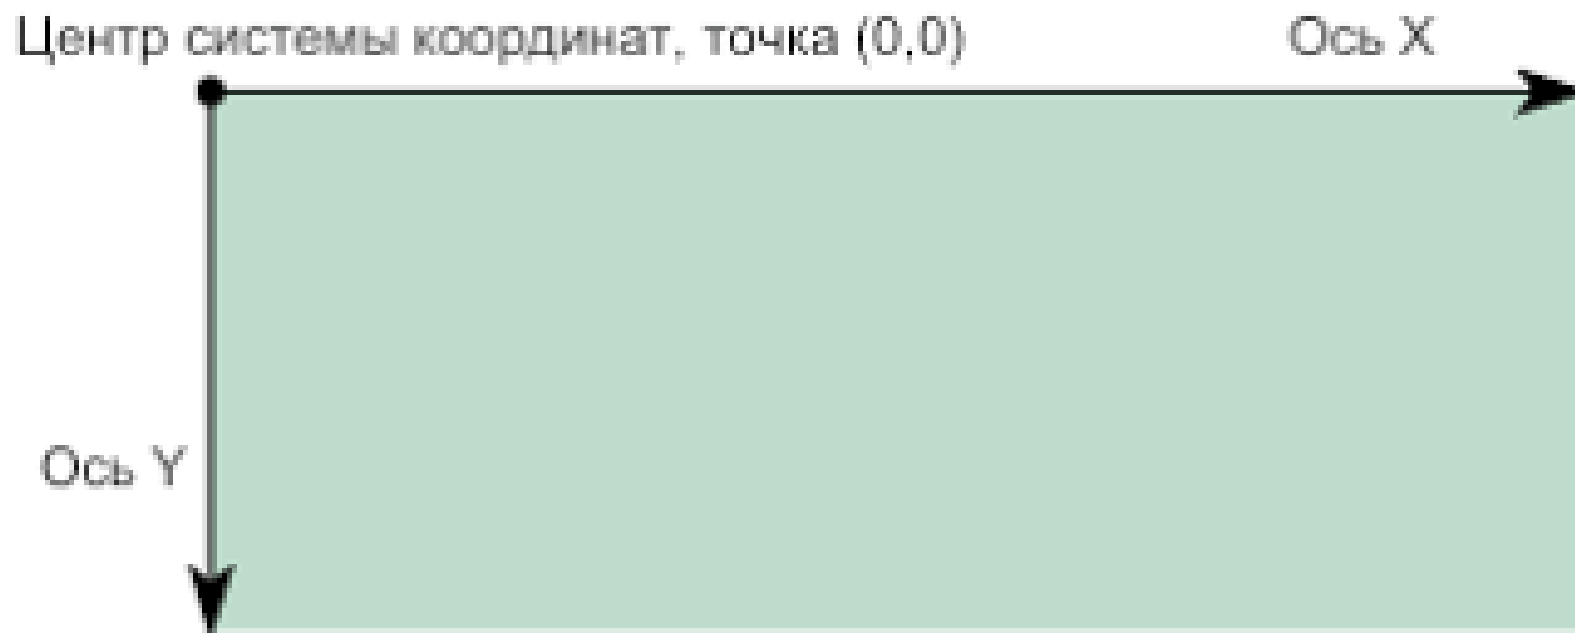 Центр системы координат, точка (0,0)
Ось X
Ось Y